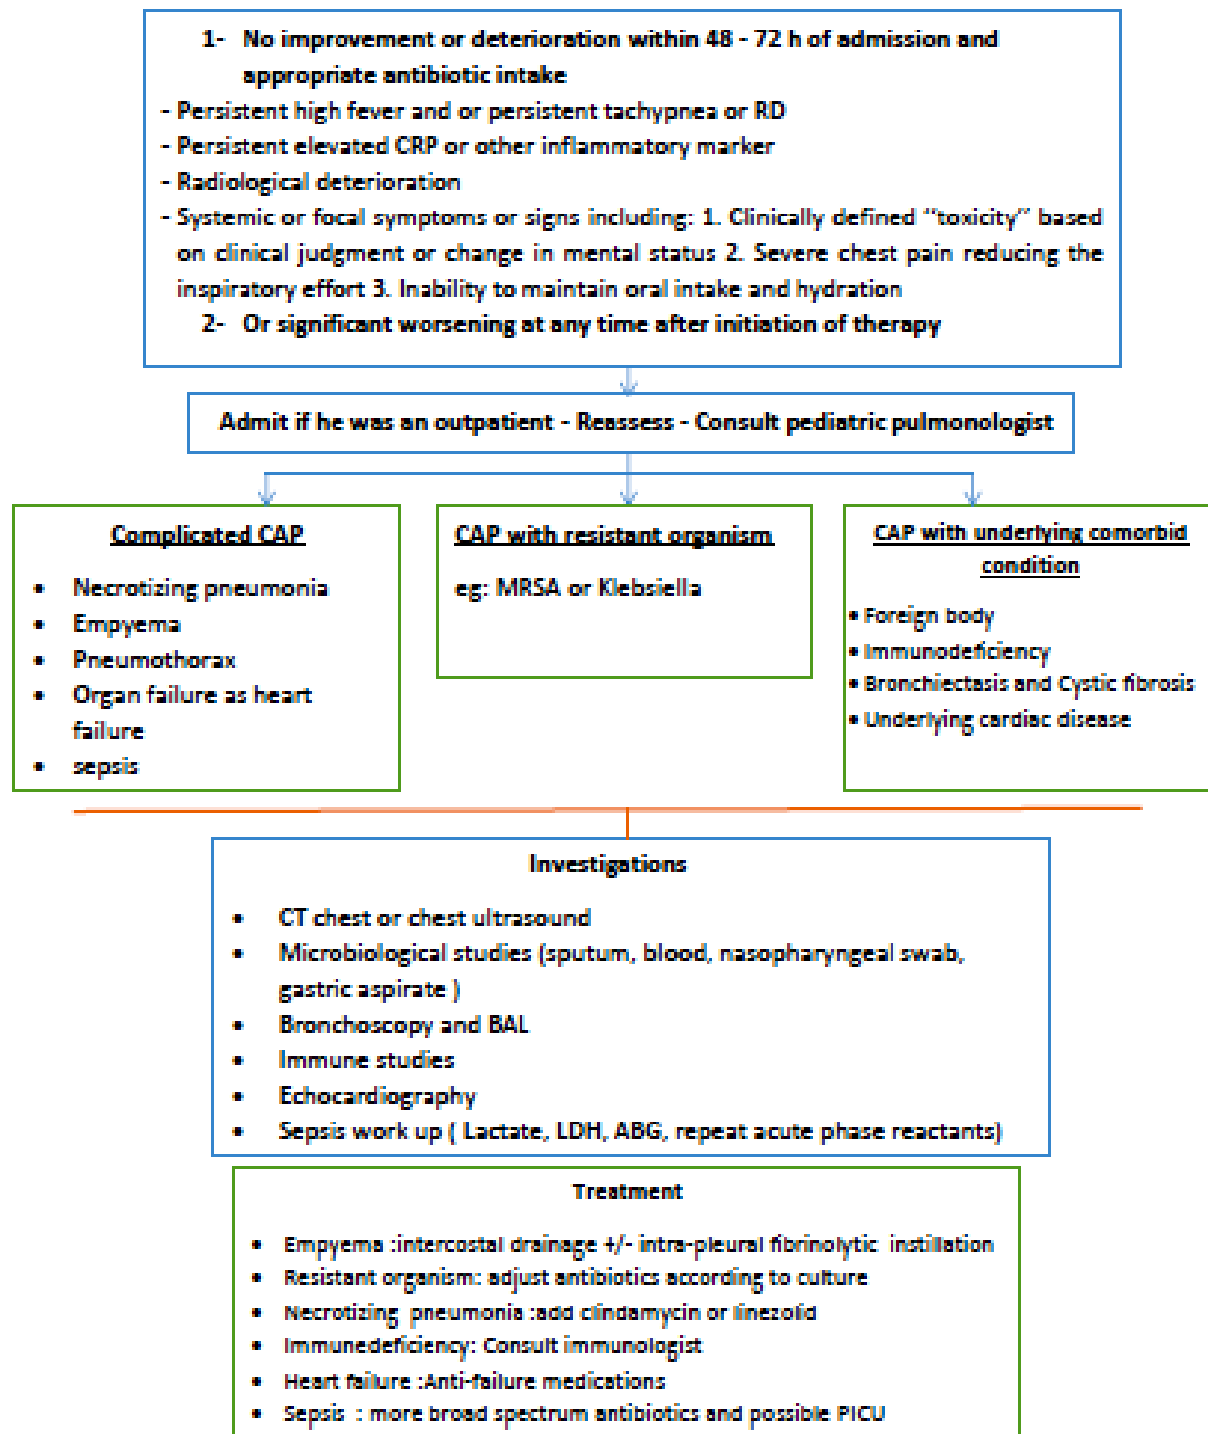 1- No improvement or deterioration within 48 - 72 h of admission and
appropriate antibiotic intake
- Persistent high fever and or persistent tachypnea or RD
- Persistent elevated CRP or other inflammatory marker
- Radiological deterioration
- Systemic or focal symptoms or signs including: 1. Clinically defined “toxicity” based
on clinical judgment or change in mental status 2. Severe chest pain reducing the
inspiratory effort 3. Inability to maintain oral intake and hydration
2- Or significant worsening at any time after initiation of therapy
Admit if he was an outpatient - Reassess - Consult pediatric pulmonologist
Complicated CAP
• Necrotizing pneumonia
• Empyema
• Pneumothorax
• Organ failure as heart
failure
• sepsis
CAP with resistant organism
eg: MRSA or Klebsiella
CAP with underlying comorbid
condition
• Foreign body
• Immunodeficiency
• Bronchiectasis and Cystic fibrosis
• Underlying cardiac disease
Investigations
• CT chest or chest ultrasound
• Microbiological studies (sputum, blood, nasopharyngeal swab,
gastric aspirate )
• Bronchoscopy and BAL
• Immune studies
• Echocardiography
• Sepsis work up ( Lactate, LDH, ABG, repeat acute phase reactants)
Treatment
• Empyema :intercostal drainage +/- intra-pleural fibrinolytic instillation
• Resistant organism: adjust antibiotics according to culture
• Necrotizing pneumonia :add clindamycin or linezolid
• Immunedeficiency: Consult immunologist
• Heart failure :Anti-failure medications
• Sepsis : more broad spectrum antibiotics and possible PICU